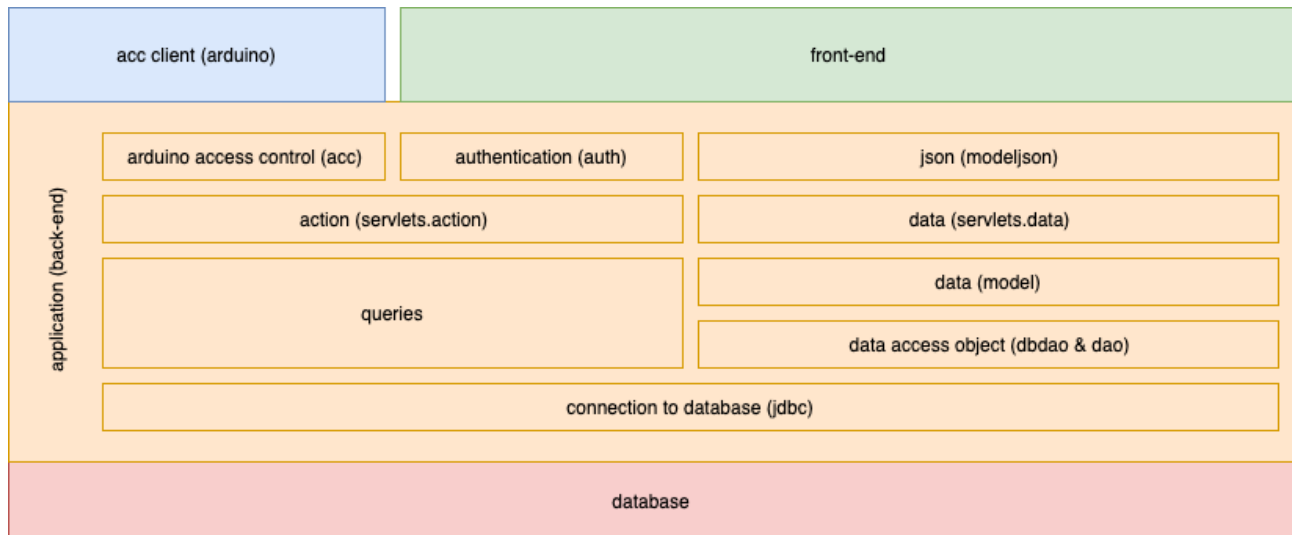 acc client (arduino)
front-end
application (back-end)
arduino access control (acc)
authentication (auth)
json (modeljson)
action (servlets.action)
data (servlets.data)
queries
data (model)
data access object (dbdao & dao)
connection to database (jdbc)
database